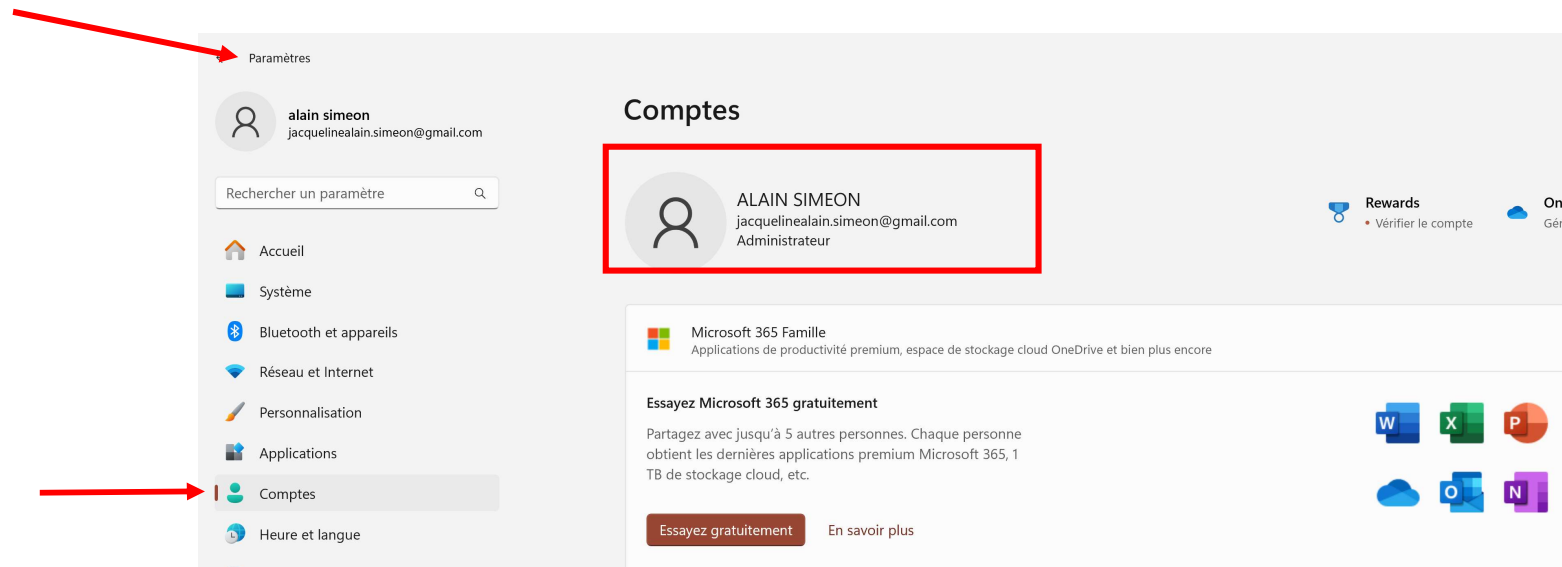 Paramètres
alain simeon
jacquelinealain.simeon@gmail.com
Rechercher un paramètre
Accueil
Système
Bluetooth et appareils
Réseau et Internet
Personnalisation
Applications
Comptes
Heure et langue
Comptes
ALAIN SIMEON
jacquelinealain.simeon@gmail.com
Administrateur
Rewards
• Vérifier le compte
Microsoft 365 Famille
Applications de productivité premium, espace de stockage cloud OneDrive et bien plus encore
Essayez Microsoft 365 gratuitement
Partagez avec jusqu'à 5 autres personnes. Chaque personne
obtient les dernières applications premium Microsoft 365, 1
TB de stockage cloud, etc.
Essayez gratuitement
En savoir plus
W
X
P
O
N